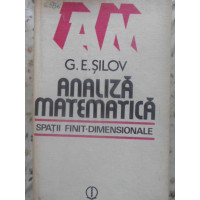 AM
G. E. ŞILOV
ANALIZĂ
MATEMATICĂ
SPAŢII FINIT-DIMENSIONALE